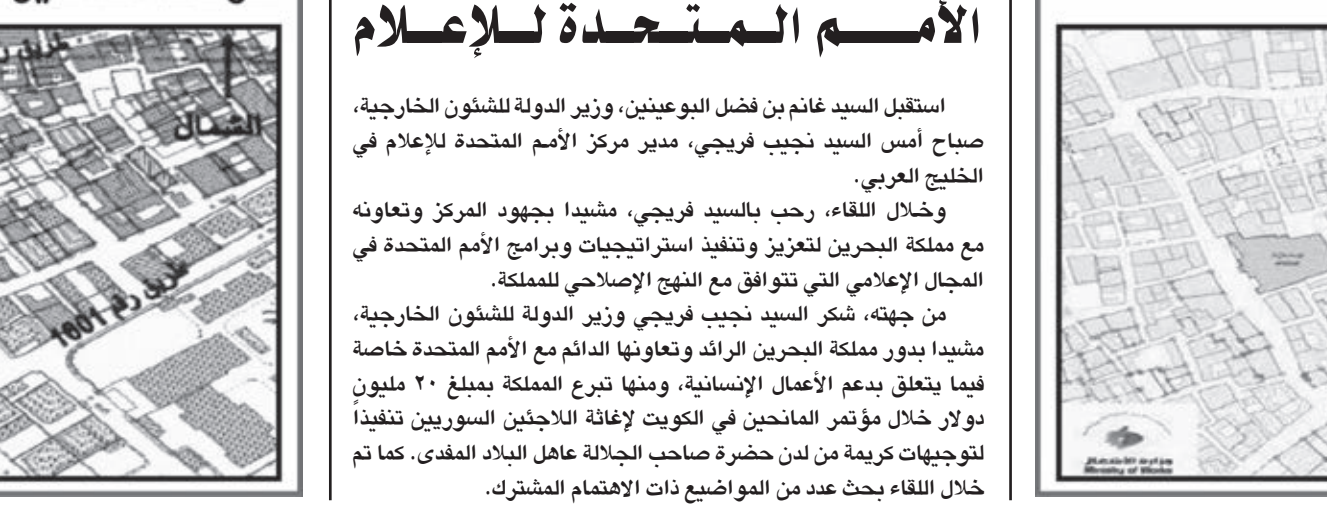 الأمم المتحدة للإعلام
استقبل السيد غانم بن فضل البوعينين، وزير الدولة للشئون الخارجية،
صباح أمس السيد نجيب فريجي، مدير مركز الأمم المتحدة للإعلام في
الخليج العربي.
وخلال اللقاء، رحب بالسيد فريجي، مشيدا بجهود المركز وتعاونه
مع مملكة البحرين لتعزيز وتنفيذ استراتيجيات وبرامج الأمم المتحدة في
المجال الإعلامي التي تتوافق مع النهج الإصلاحي للمملكة.
من جهته، شكر السيد نجيب فريجي وزير الدولة للشئون الخارجية،
مشيدا بدور مملكة البحرين الرائد وتعاونها الدائم مع الأمم المتحدة خاصة
فيما يتعلق بدعم الأعمال الإنسانية، ومنها تبرع المملكة بمبلغ ٢٠ مليون
دولار خلال مؤتمر المانحين في الكويت لإغاثة اللاجئين السوريين تنفيذاً
لتوجيهات كريمة من لدن حضرة صاحب الجلالة عاهل البلاد المفدى. كما تم
خلال اللقاء بحث عدد من المواضيع ذات الاهتمام المشترك.
الشمال
طريق رقم 1601
Ministry of Works